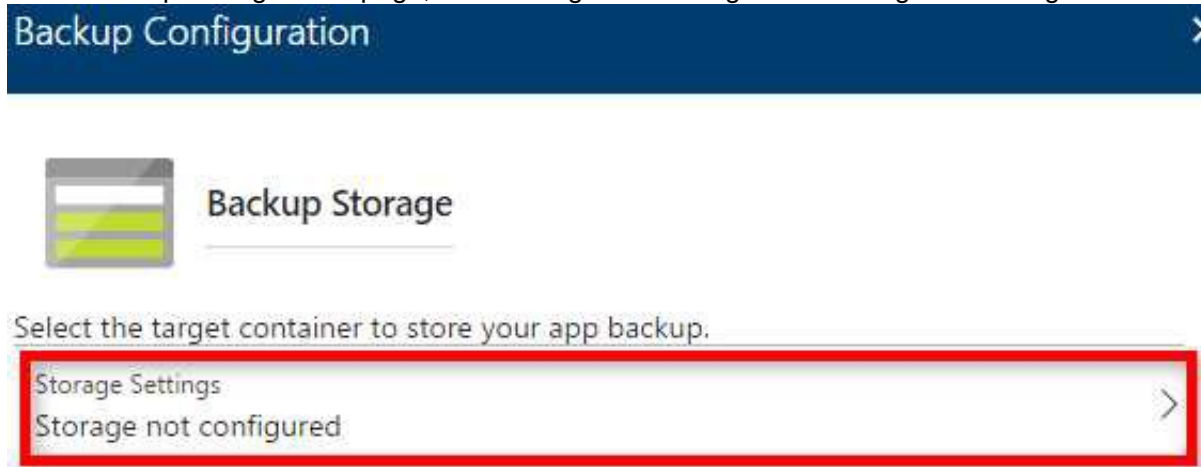 Backup Configuration
Backup Storage
Select the target container to store your app backup.
Storage Settings
Storage not configured